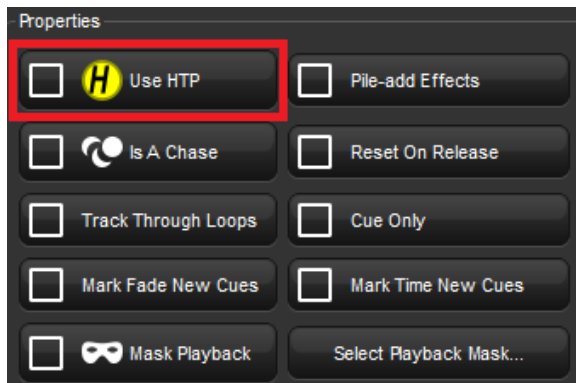 Properties
H Use HTP
Pile-add Effects
Is A Chase
Reset On Release
Track Through Loops
Cue Only
Mark Fade New Cues
Mark Time New Cues
Mask Playback
Select Playback Mask...